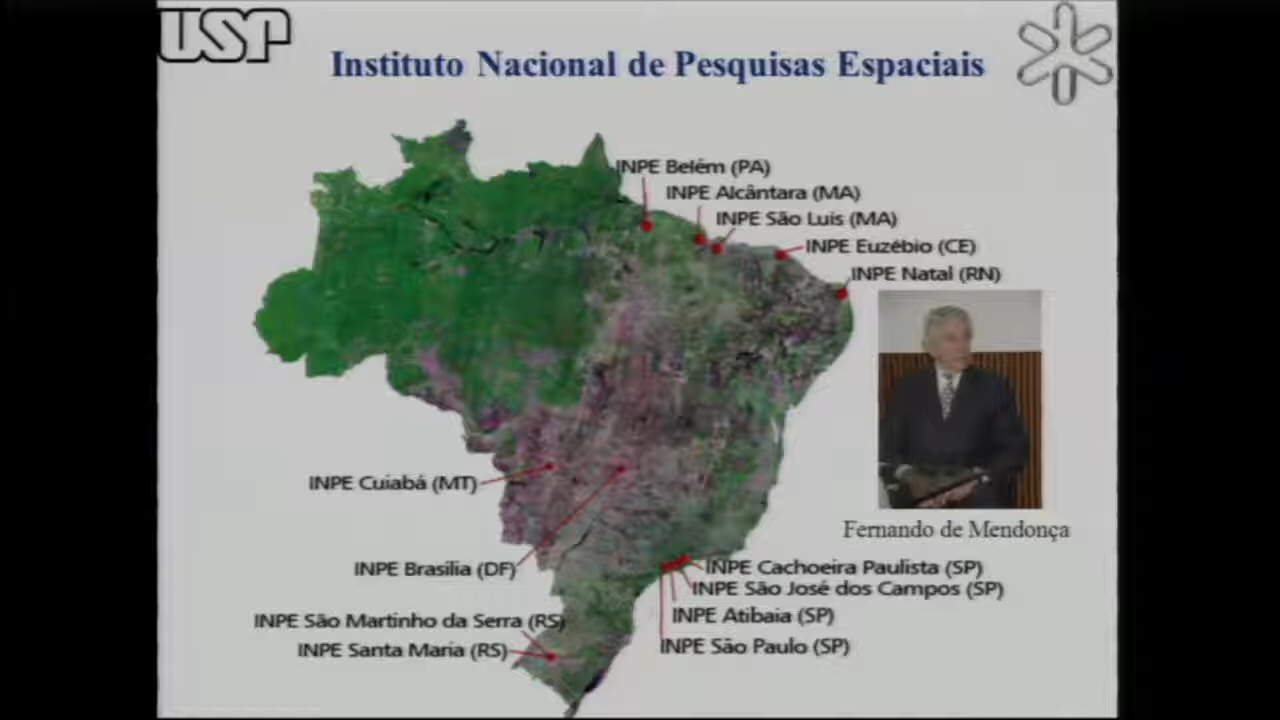 USP
Instituto Nacional de Pesquisas Espaciais
INPE Belém (PA)
INPE Alcântara (MA)
INPE São Luís (MA)
INPE Euzébio (CE)
INPE Natal (RN)
INPE Cuiabá (MT)
Fernando de Mendonça
INPE Brasília (DF)
INPE Cachoeira Paulista (SP)
INPE São José dos Campos (SP)
INPE Atibaia (SP)
INPE São Martinho da Serra (RS)
INPE Santa Maria (RS)
INPE São Paulo (SP)